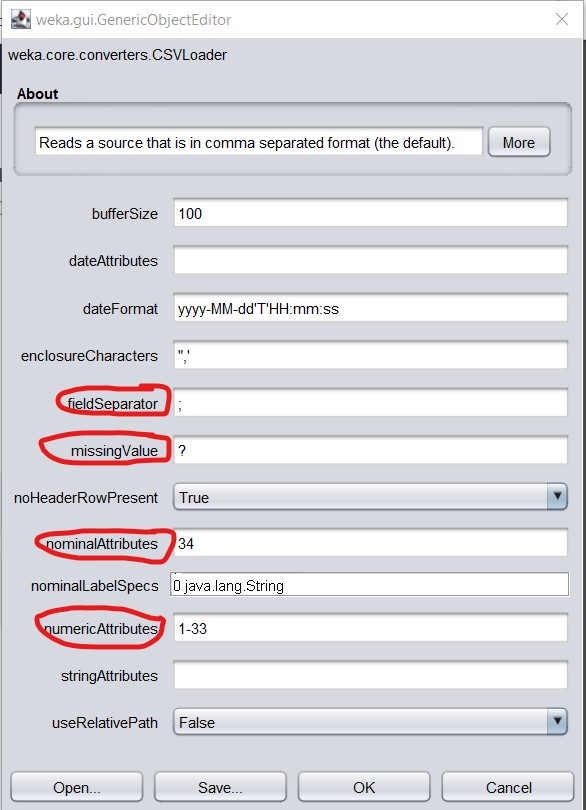 weka.gui.GenericObjectEditor
weka.core.converters.CSVLoader
About
Reads a source that is in comma separated format (the default). More
bufferSize 100
dateAttributes
dateFormat yyyy-MM-dd'T'HH:mm:ss
enclosureCharacters ",'
fieldSeparator ;
missingValue ?
noHeaderRowPresent True
nominalAttributes 34
nominalLabelSpecs 0 java.lang.String
numericAttributes 1-33
stringAttributes
useRelativePath False
Open... Save... OK Cancel